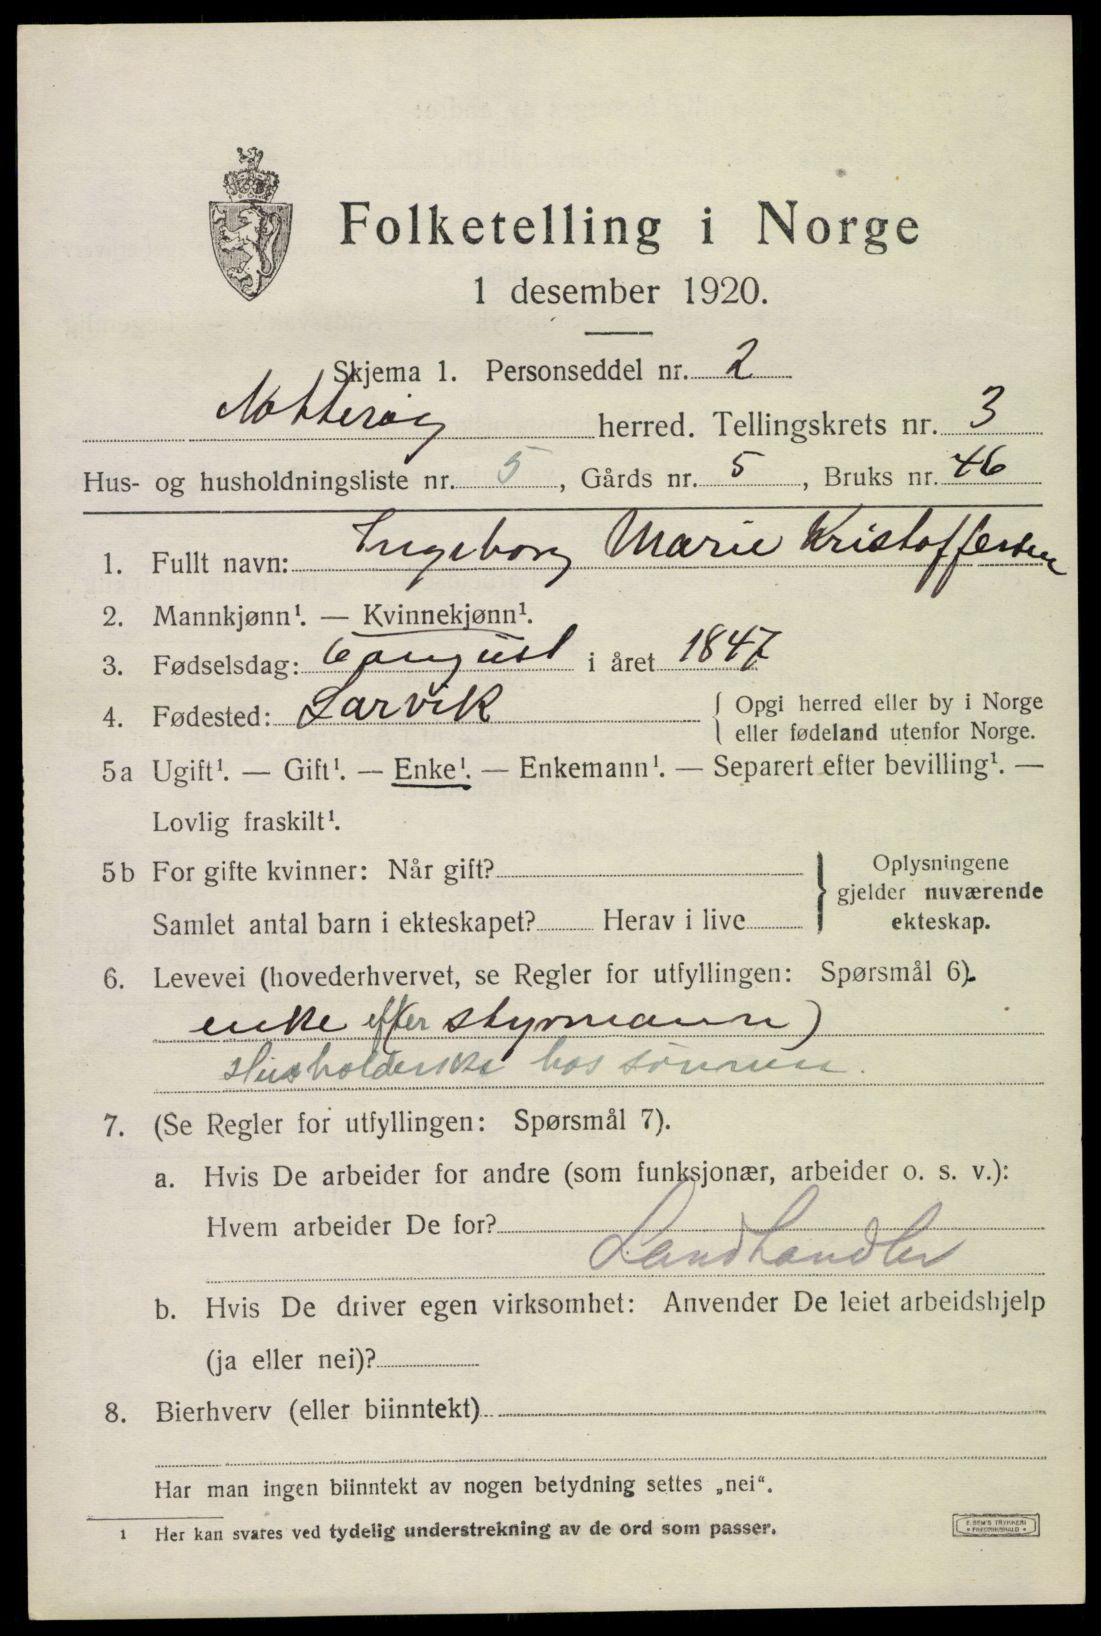 Folketelling i Norge
1 desember 1920.
Skjema 1. Personseddel nr. 2
Nøtterøy herred. Tellingskrets nr. 3
Hus- og husholdningsliste nr. 5, Gårds nr. 5, Bruks nr. 46
1. Fullt navn: Ingeborg Marie Kristoffersen
2. Mannkjønn¹. — Kvinnekjønn¹.
3. Fødselsdag: 6 august i året 1847
4. Fødested: Larvik { Opgi herred eller by i Norge
eller fødeland utenfor Norge.
5a Ugift¹. — Gift¹. — Enke¹. — Enkemann¹. — Separert efter bevilling¹. —
Lovlig fraskilt¹.
5b For gifte kvinner: Når gift?
Samlet antal barn i ekteskapet? Herav i live
} Oplysningene
gjelder nuværende
ekteskap.
6. Levevei (hovederhvervet, se Regler for utfyllingen: Spørsmål 6).
enke efter styrmann)
Husholderske hos sønnen.
7. (Se Regler for utfyllingen: Spørsmål 7).
a. Hvis De arbeider for andre (som funksjonær, arbeider o. s. v.):
Hvem arbeider De for?
Landhandler
b. Hvis De driver egen virksomhet: Anvender De leiet arbeidshjelp
(ja eller nei)?
8. Bierhverv (eller biinntekt)
Har man ingen biinntekt av nogen betydning settes „nei“.
1 Her kan svares ved tydelig understrekning av de ord som passer.
E. SEM'S TRYKKERI
• FREDRIKSHALD •